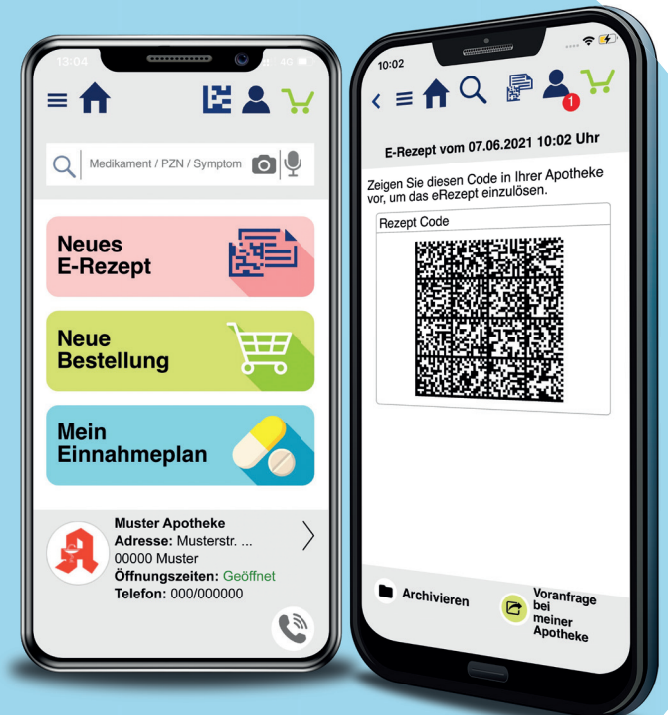 13:04
4G
Medikament / PZN / Symptom
Neues
E-Rezept
Neue
Bestellung
Mein
Einnahmeplan
Muster Apotheke
Adresse: Musterstr. ...
00000 Muster
Öffnungszeiten: Geöffnet
Telefon: 000/000000
10:02
1
E-Rezept vom 07.06.2021 10:02 Uhr
Zeigen Sie diesen Code in Ihrer Apotheke
vor, um das eRezept einzulösen.
Rezept Code
Archivieren
Voranfrage
bei
meiner
Apotheke